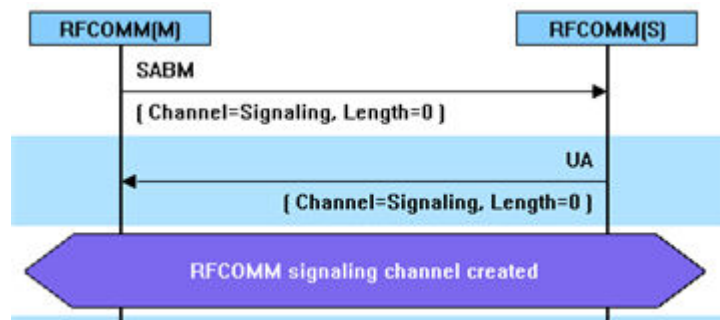 RFCOMM(M) RFCOMM(S)
SABM
( Channel=Signaling, Length=0 )
UA
( Channel=Signaling, Length=0 )
RFCOMM signaling channel created